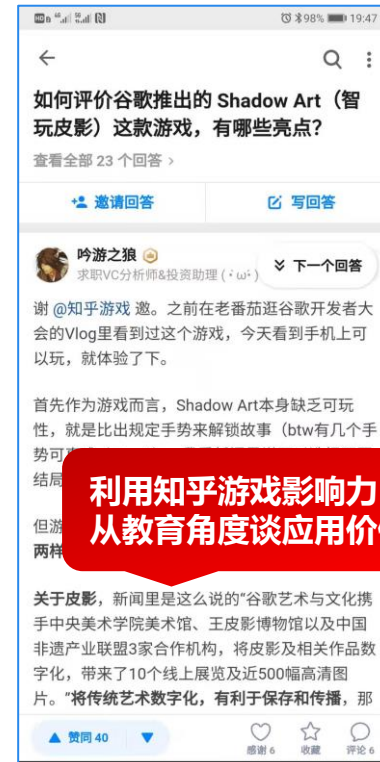 98% 19:47
如何评价谷歌推出的 Shadow Art（智
玩皮影）这款游戏，有哪些亮点？
查看全部 23 个回答 >
邀请回答
写回答
吟游之狼
求职VC分析师&投资助理 (･ω･)
下一个回答
谢 @知乎游戏 邀。之前在老番茄逛谷歌开发者大
会的Vlog里看到过这个游戏，今天看到手机上可
以玩，就体验了下。
首先作为游戏而言，Shadow Art本身缺乏可玩
性，就是比出规定手势来解锁故事（btw有几个手
势可
结局
利用知乎游戏影响力
从教育角度谈应用价
但游
两样
关于皮影，新闻里是这么说的“谷歌艺术与文化携
手中央美术学院美术馆、王皮影博物馆以及中国
非遗产业联盟3家合作机构，将皮影及相关作品数
字化，带来了10个线上展览及近500幅高清图
片。”将传统艺术数字化，有利于保存和传播，那
赞同 40
感谢 6
收藏
评论 6